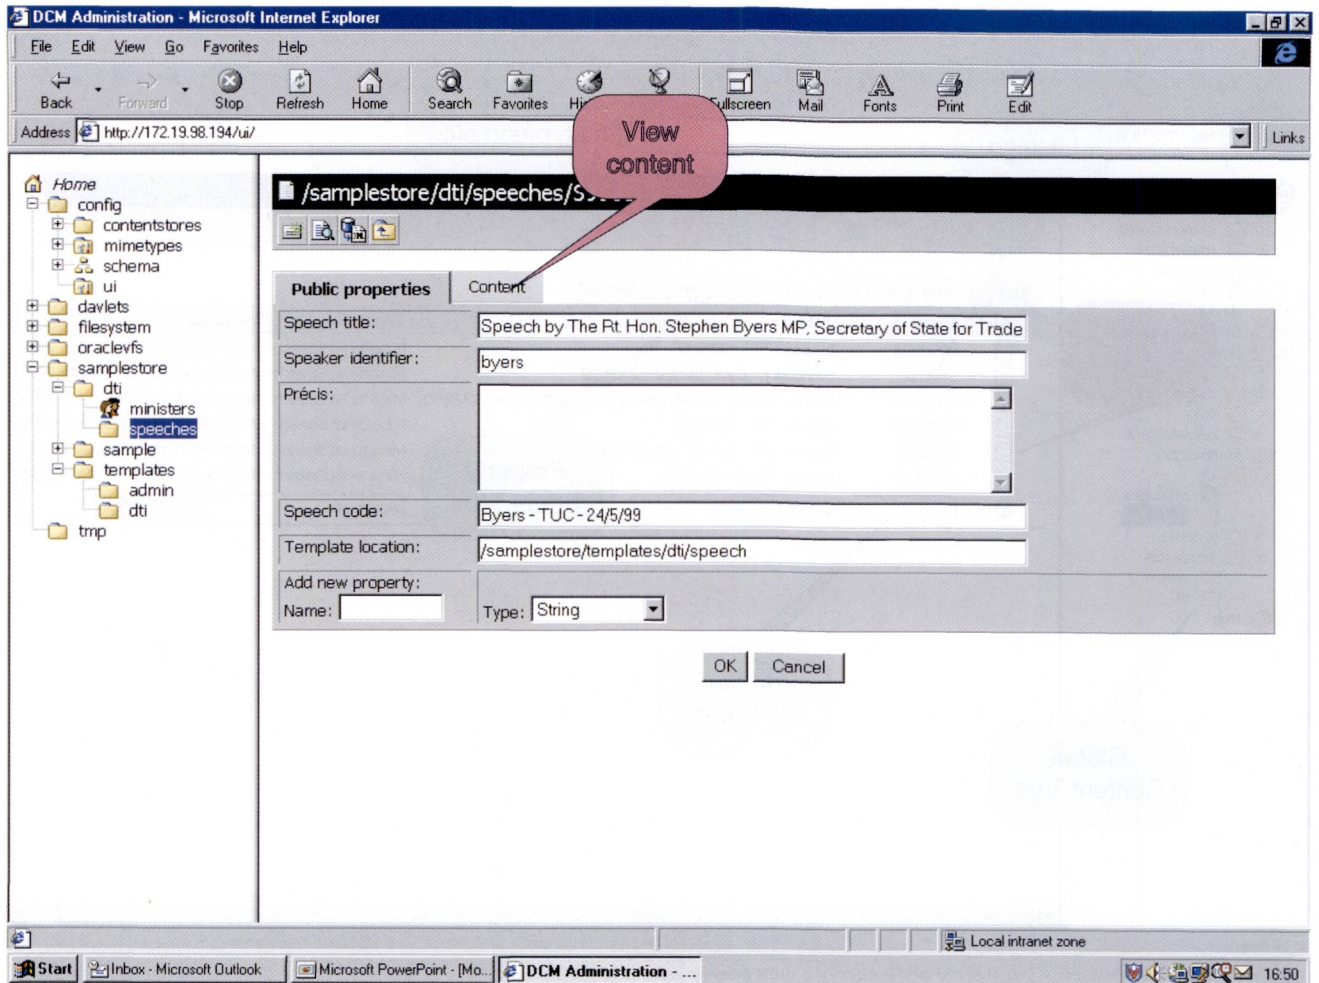 DCM Administration - Microsoft Internet Explorer
File Edit View Go Favorites Help
Back Forward Stop Refresh Home Search Favorites Fullscreen Mail Fonts Print Edit
Address http://172.19.98.194/ui/ Links
View
content
Home
config
contentstores
mimetypes
schema
ui
davlets
filesystem
oraclevfs
samplestore
dti
ministers
speeches
sample
templates
admin
dti
tmp
/samplestore/dti/speeches/
Public properties Content
Speech title: Speech by The Rt. Hon. Stephen Byers MP, Secretary of State for Trade
Speaker identifier: byers
Précis:
Speech code: Byers - TUC - 24/5/99
Template location: /samplestore/templates/dti/speech
Add new property:
Name: Type: String
OK Cancel
Local intranet zone
Start Inbox - Microsoft Outlook Microsoft PowerPoint - [Mo... DCM Administration - ... 16:50